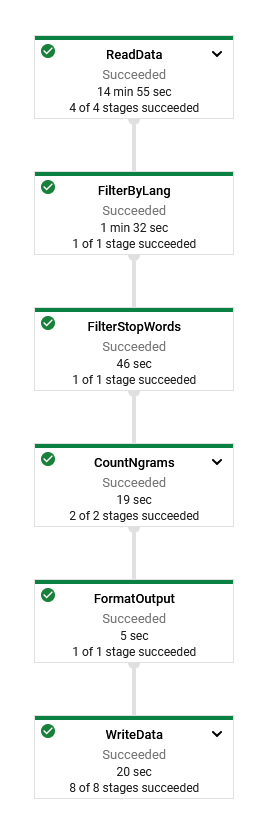 ReadData
Succeeded
14 min 55 sec
4 of 4 stages succeeded
FilterByLang
Succeeded
1 min 32 sec
1 of 1 stage succeeded
FilterStopWords
Succeeded
46 sec
1 of 1 stage succeeded
CountNgrams
Succeeded
19 sec
2 of 2 stages succeeded
FormatOutput
Succeeded
5 sec
1 of 1 stage succeeded
WriteData
Succeeded
20 sec
8 of 8 stages succeeded